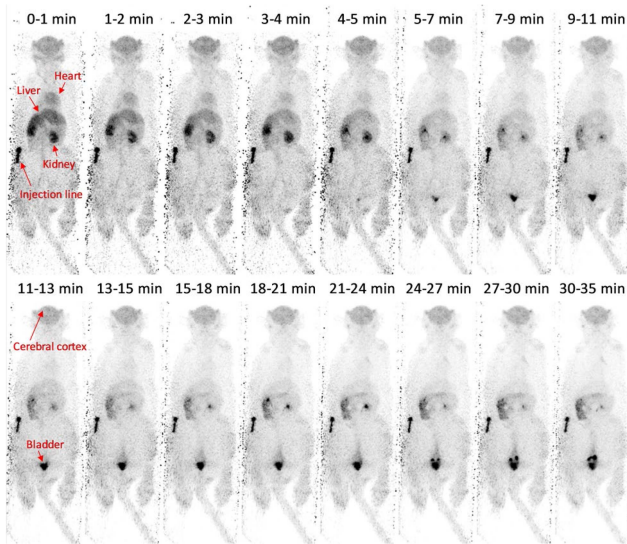 0-1 min 1-2 min 2-3 min 3-4 min 4-5 min 5-7 min 7-9 min 9-11 min
Heart
Liver
Kidney
Injection line
11-13 min 13-15 min 15-18 min 18-21 min 21-24 min 24-27 min 27-30 min 30-35 min
Cerebral cortex
Bladder